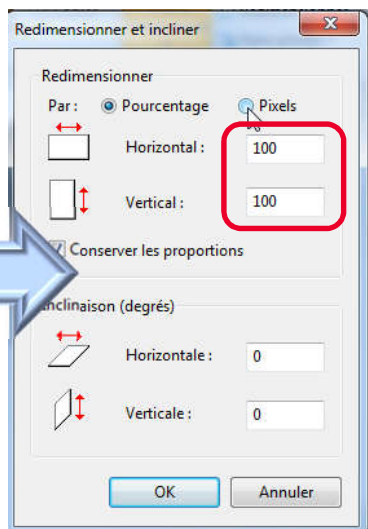 Redimensionner et incliner
Redimensionner
Par : Pourcentage Pixels
Horizontal : 100
Vertical : 100
Conserver les proportions
Inclinaison (degrés)
Horizontale : 0
Verticale : 0
OK Annuler